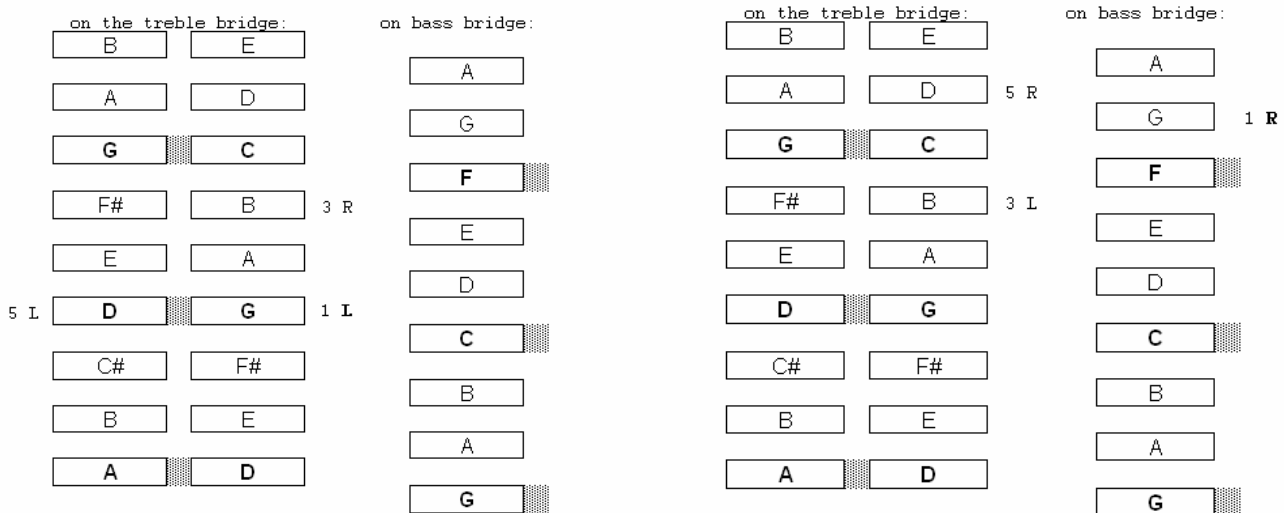 on the treble bridge:
B E
A D
G C
F# B 3 R
E A
5 L D G 1 L
C# F#
B E
A D
on bass bridge:
A
G
F
E
D
C
B
A
G
on the treble bridge:
B E
A D 5 R
G C
F# B 3 L
E A
D G
C# F#
B E
A D
on bass bridge:
A
G 1 R
F
E
D
C
B
A
G